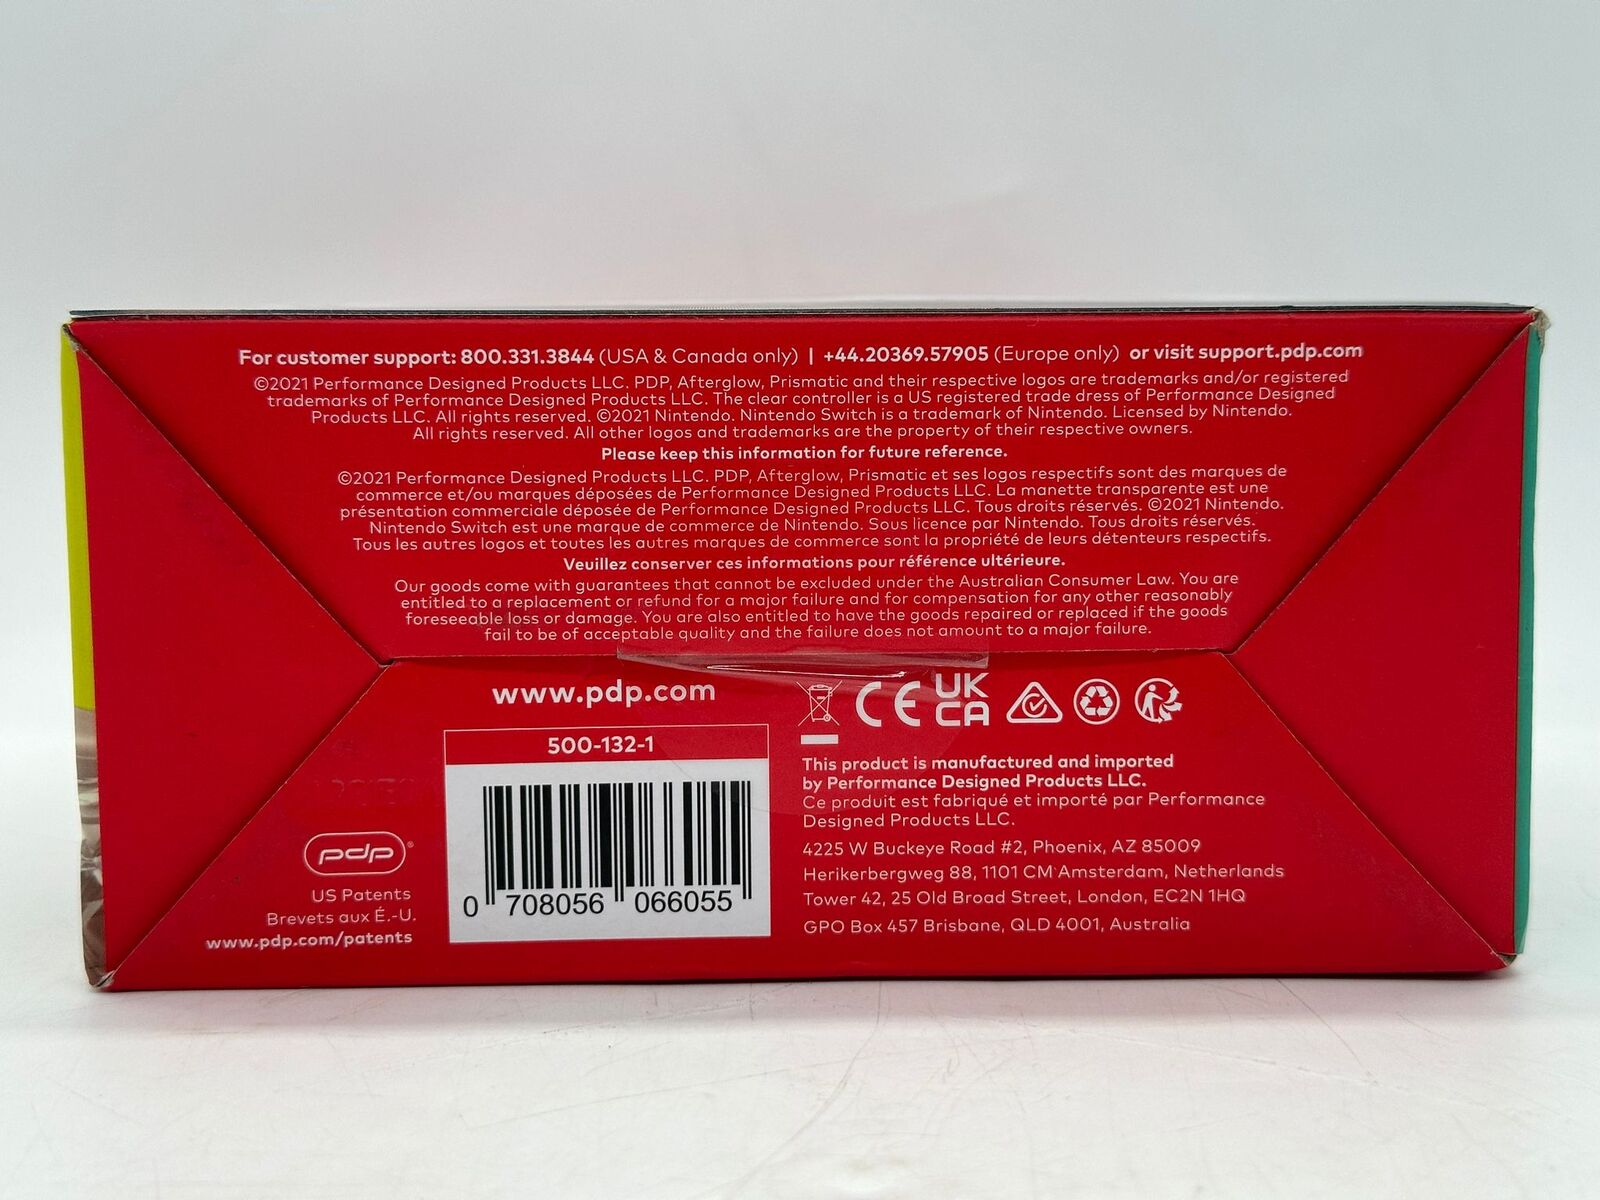 For customer support: 800.331.3844 (USA & Canada only) | +44.20369.57905 (Europe only) or visit support.pdp.com
©2021 Performance Designed Products LLC. PDP, Afterglow, Prismatic and their respective logos are trademarks and/or registered
trademarks of Performance Designed Products LLC. The clear controller is a US registered trade dress of Performance Designed
Products LLC. All rights reserved. ©2021 Nintendo. Nintendo Switch is a trademark of Nintendo. Licensed by Nintendo.
All rights reserved. All other logos and trademarks are the property of their respective owners.
Please keep this information for future reference.
©2021 Performance Designed Products LLC. PDP, Afterglow, Prismatic et ses logos respectifs sont des marques de
commerce et/ou marques déposées de Performance Designed Products LLC. La manette transparente est une
présentation commerciale déposée de Performance Designed Products LLC. Tous droits réservés. ©2021 Nintendo.
Nintendo Switch est une marque de commerce de Nintendo. Sous licence par Nintendo. Tous droits réservés.
Tous les autres logos et toutes les autres marques de commerce sont la propriété de leurs détenteurs respectifs.
Veuillez conserver ces informations pour référence ultérieure.
Our goods come with guarantees that cannot be excluded under the Australian Consumer Law. You are
entitled to a replacement or refund for a major failure and for compensation for any other reasonably
foreseeable loss or damage. You are also entitled to have the goods repaired or replaced if the goods
fail to be of acceptable quality and the failure does not amount to a major failure.
www.pdp.com
500-132-1
0 708056 066055
pdp®
US Patents
Brevets aux É.-U.
www.pdp.com/patents
CE UK
CA
This product is manufactured and imported
by Performance Designed Products LLC.
Ce produit est fabriqué et importé par Performance
Designed Products LLC.
4225 W Buckeye Road #2, Phoenix, AZ 85009
Herikerbergweg 88, 1101 CM Amsterdam, Netherlands
Tower 42, 25 Old Broad Street, London, EC2N 1HQ
GPO Box 457 Brisbane, QLD 4001, Australia